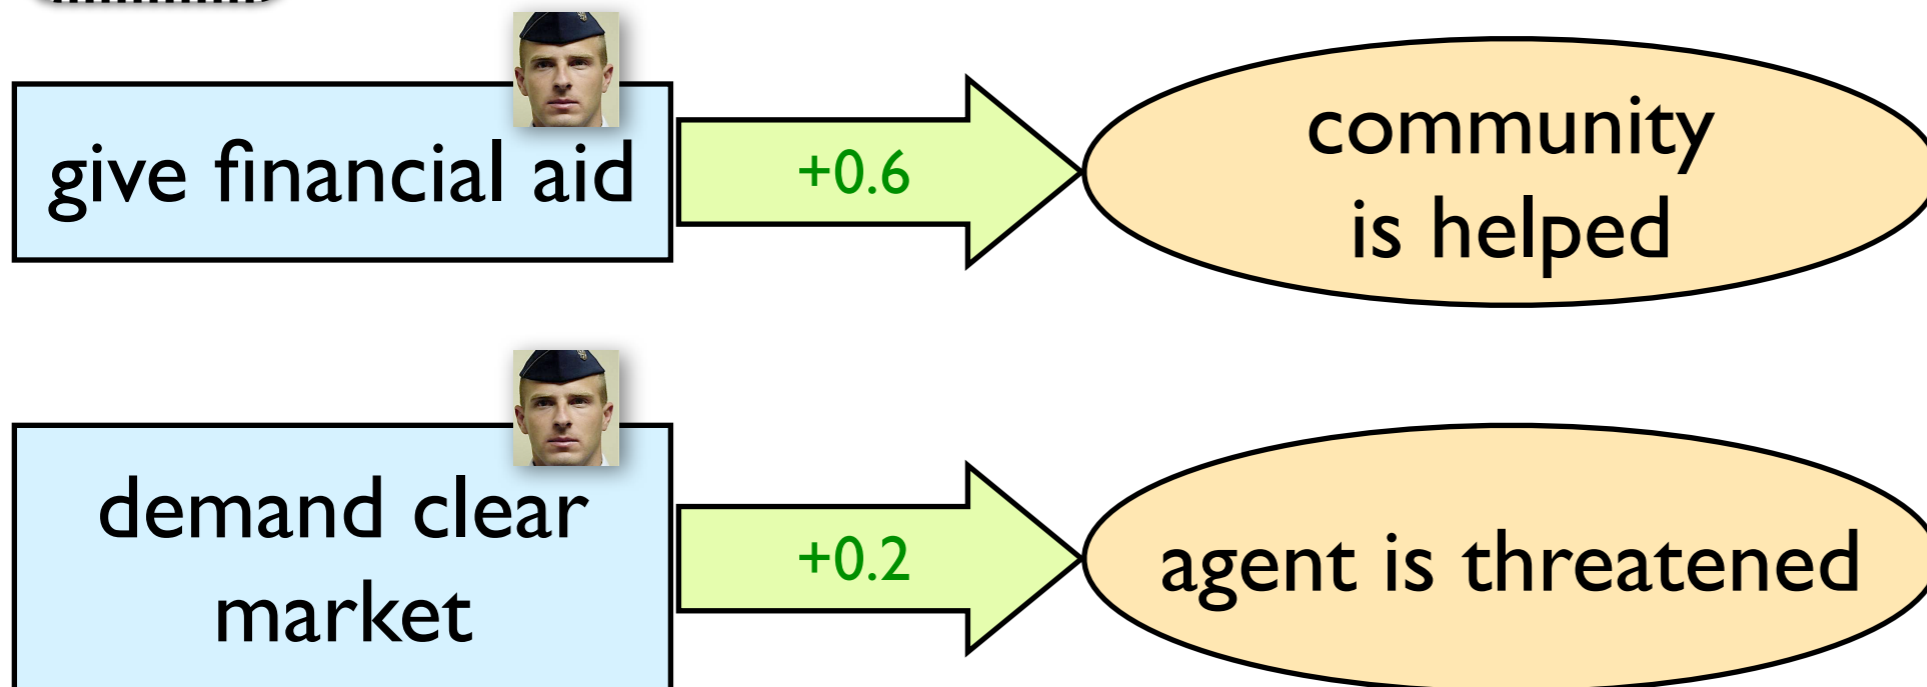 give financial aid
+0.6
community
is helped
demand clear
market
+0.2
agent is threatened